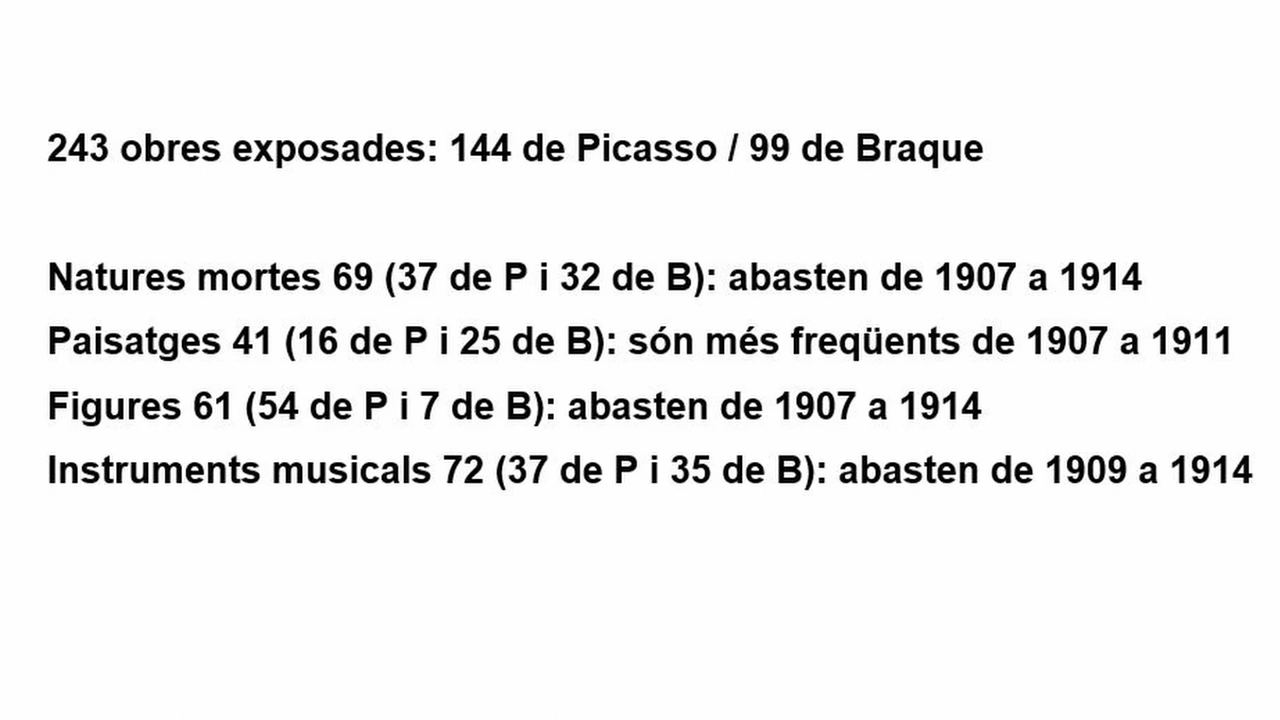 243 obres exposades: 144 de Picasso / 99 de Braque
Natures mortes 69 (37 de P i 32 de B): abasten de 1907 a 1914
Paisatges 41 (16 de P i 25 de B): són més freqüents de 1907 a 1911
Figures 61 (54 de P i 7 de B): abasten de 1907 a 1914
Instruments musicals 72 (37 de P i 35 de B): abasten de 1909 a 1914